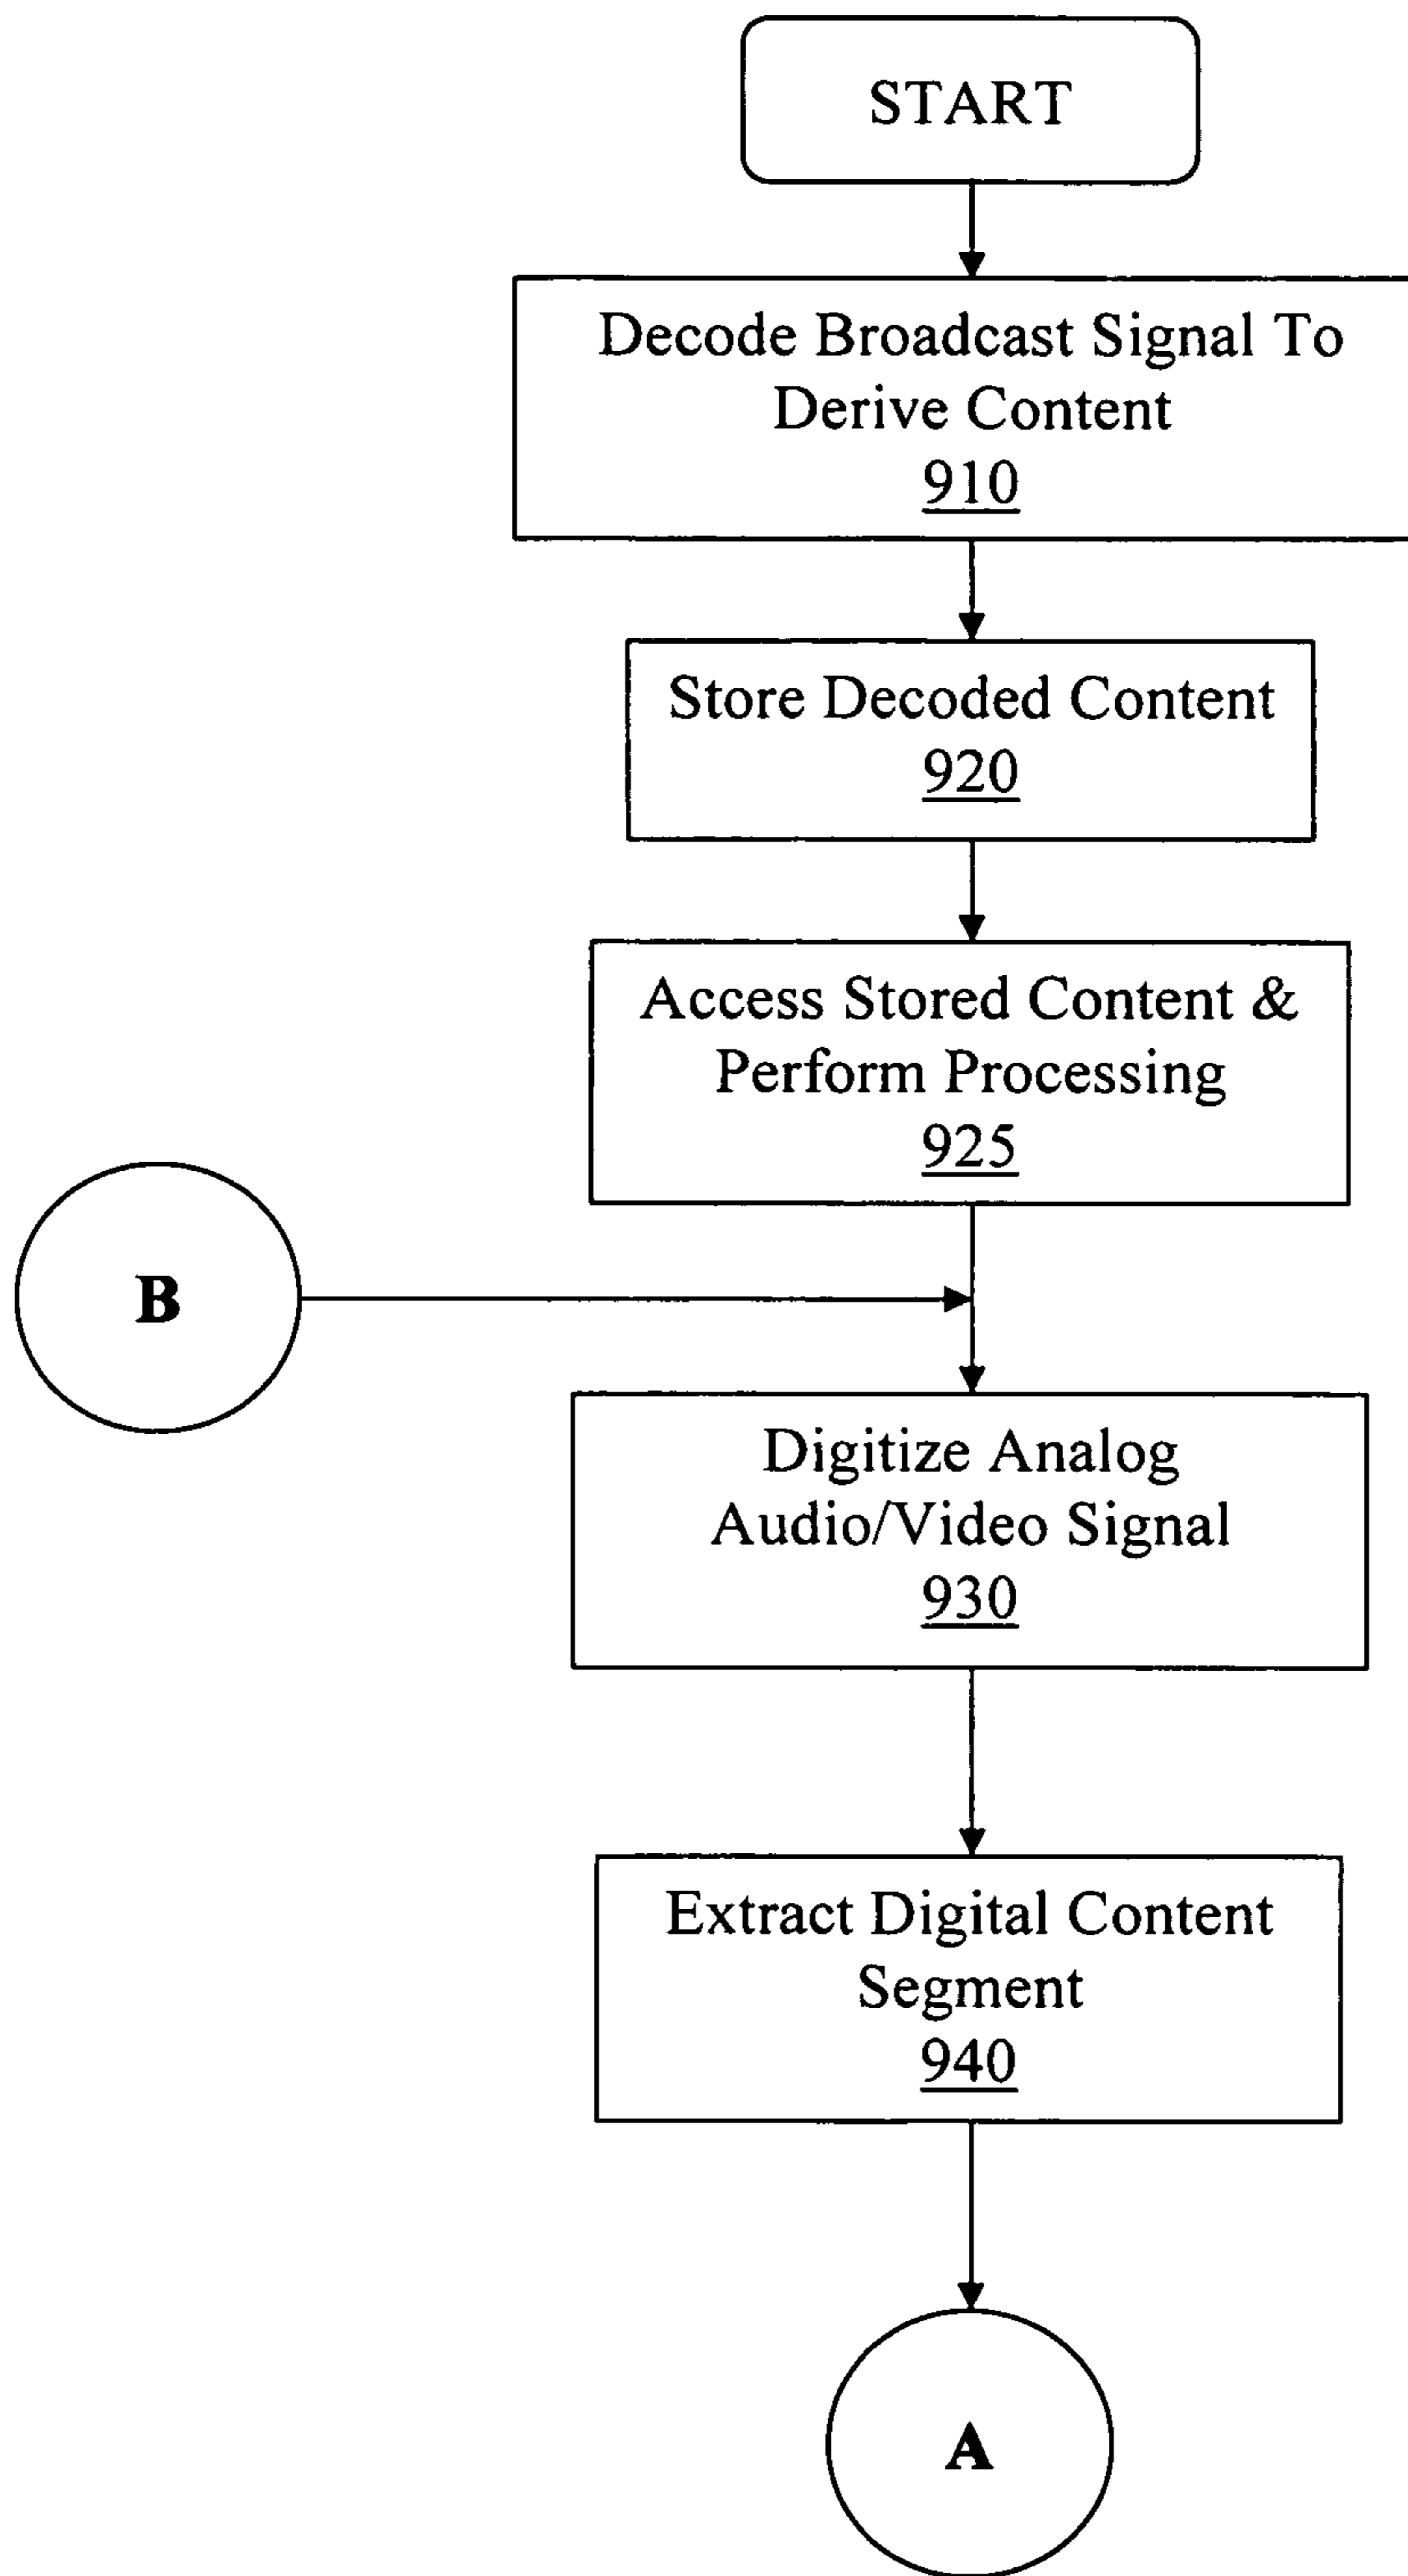 START
Decode Broadcast Signal To
Derive Content
910
Store Decoded Content
920
Access Stored Content &
Perform Processing
925
B
Digitize Analog
Audio/Video Signal
930
Extract Digital Content
Segment
940
A